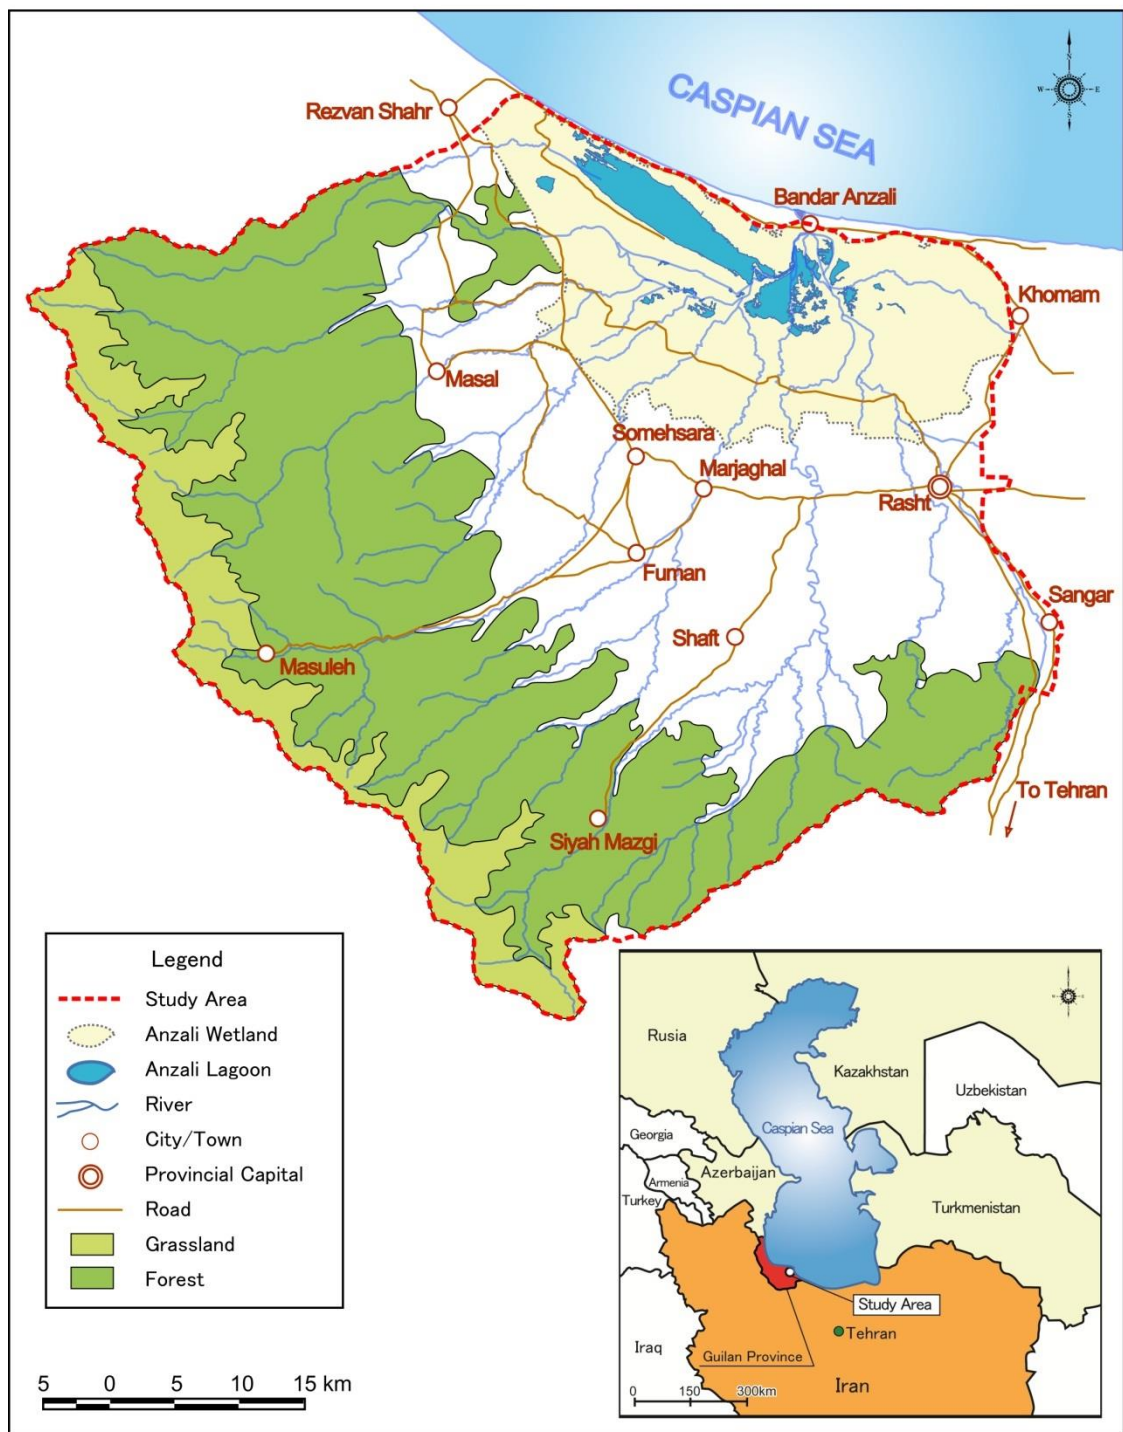 CASPIAN SEA
N
W
E
S
Rezvan Shahr
Bandar Anzali
Khomam
Masal
Somehsara
Marjaghal
Rasht
Fuman
Sangar
Shaft
Masuleh
To Tehran
Siyah Mazgi
Legend
Study Area
Anzali Wetland
Anzali Lagoon
River
City/Town
Provincial Capital
Road
Grassland
Forest
5 0 5 10 15 km
Rusia
Kazakhstan
Uzbekistan
Caspian Sea
Georgia
Azerbaijan
Armenia
Turkey
Turkmenistan
Study Area
Tehran
Iraq
Guilan Province
Iran
0 150 300km